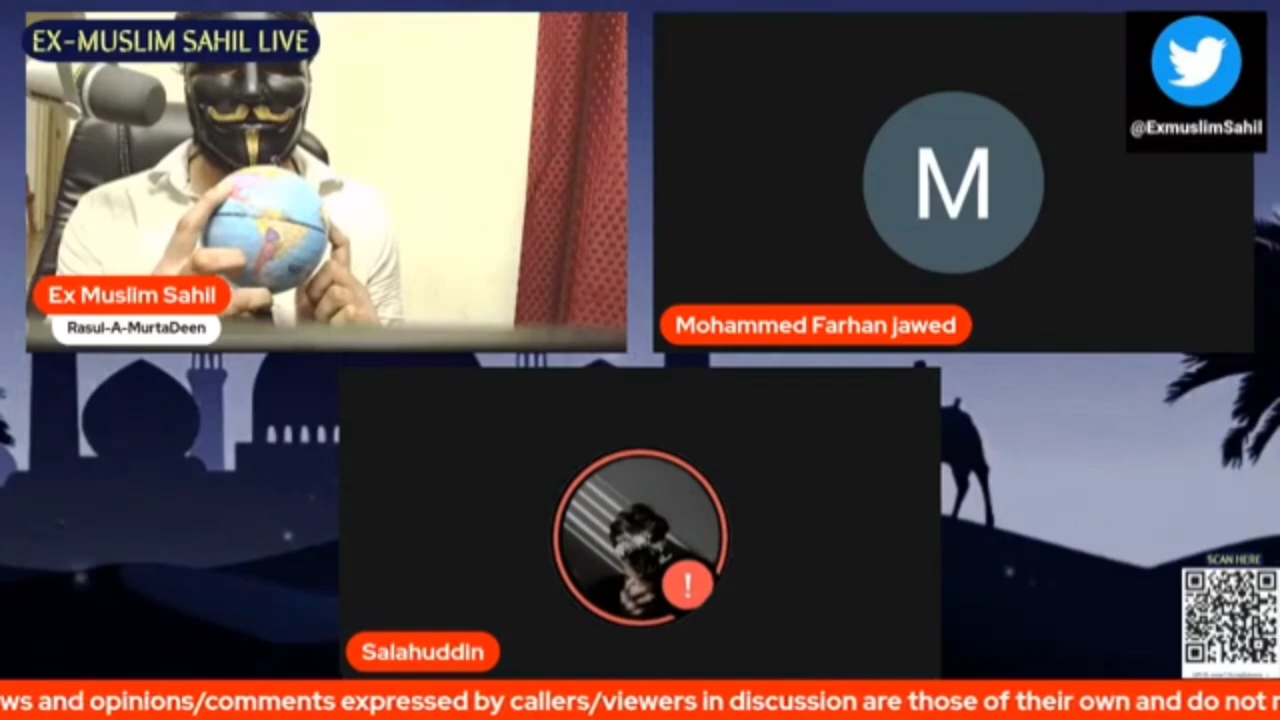 EX-MUSLIM SAHIL LIVE
@ExmuslimSahil
M
Ex Muslim Sahil
Rasul-A-MurtaDeen
Mohammed Farhan jawed
!
Salahuddin
SCAN HERE
ws and opinions/comments expressed by callers/viewers in discussion are those of their own and do not